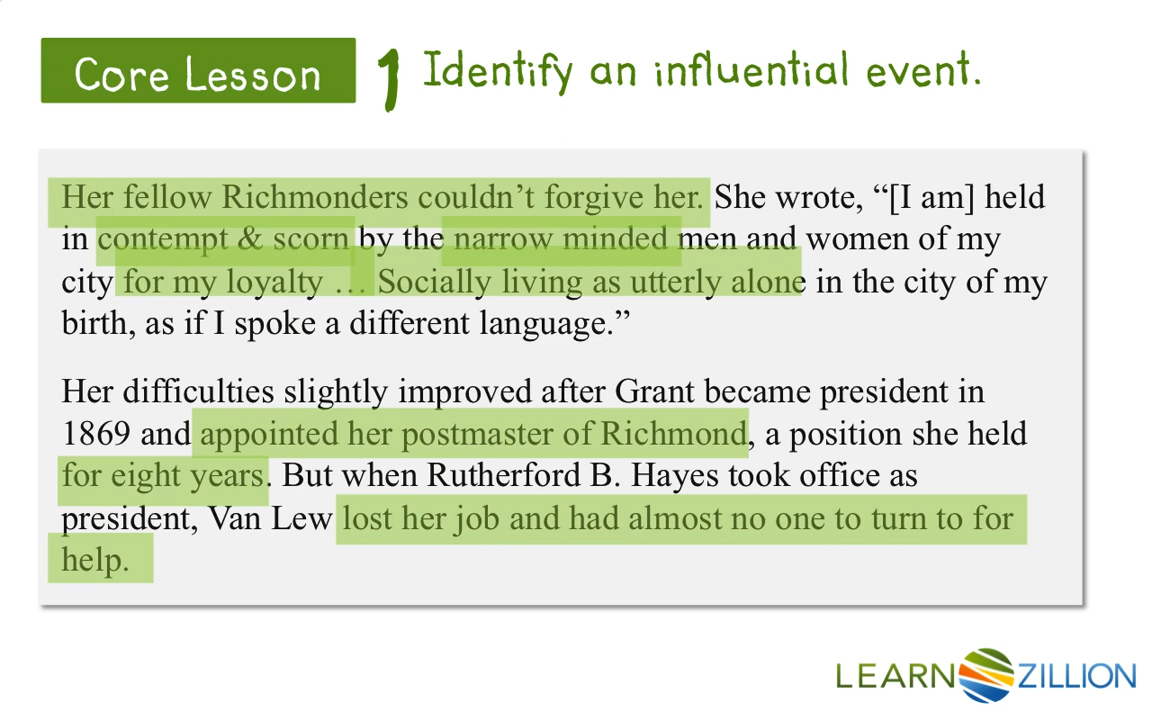 Core Lesson
1 Identify an influential event.
Her fellow Richmonders couldn’t forgive her. She wrote, “[I am] held
in contempt & scorn by the narrow minded men and women of my
city for my loyalty … Socially living as utterly alone in the city of my
birth, as if I spoke a different language.”
Her difficulties slightly improved after Grant became president in
1869 and appointed her postmaster of Richmond, a position she held
for eight years. But when Rutherford B. Hayes took office as
president, Van Lew lost her job and had almost no one to turn to for
help.
LEARN ZILLION